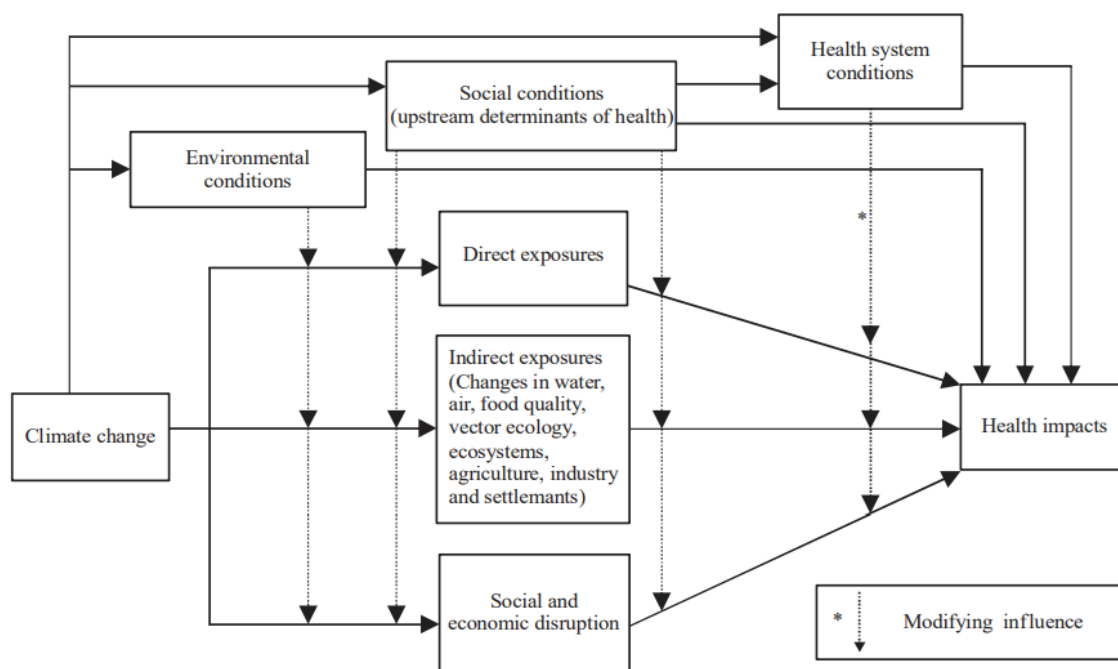 Health system
conditions
Social conditions
(upstream determinants of health)
Environmental
conditions
*
Direct exposures
Indirect exposures
(Changes in water,
air, food quality,
vector ecology,
ecosystems,
agriculture, industry
and settlemants)
Climate change
Health impacts
Social and
economic disruption
* Modifying influence